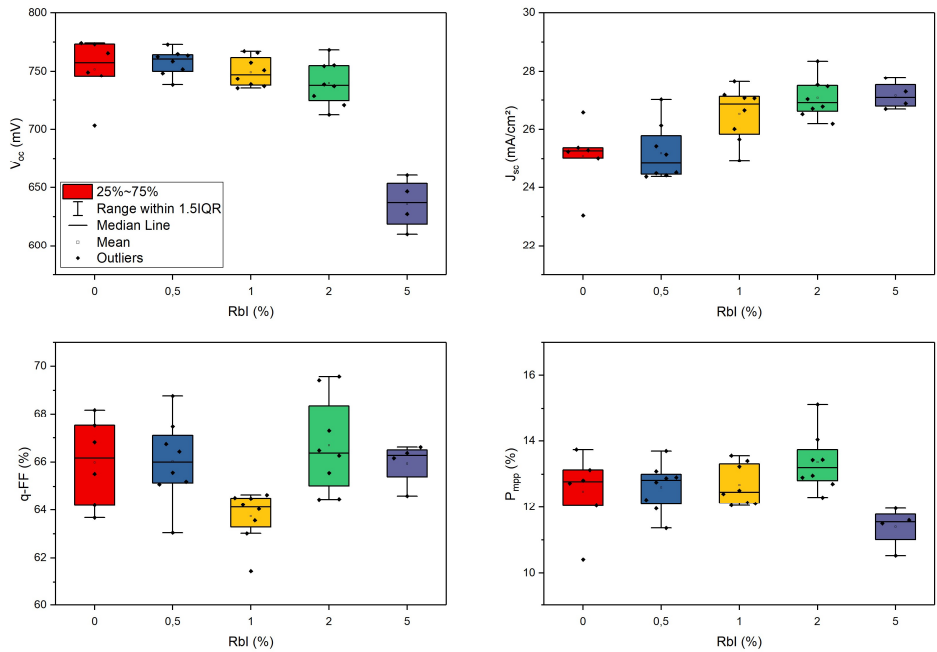 800
750
700
650
600
V_oc (mV)
25%~75%
Range within 1.5IQR
Median Line
Mean
Outliers
0 0,5 1 2 5
RbI (%)
30
28
26
24
22
J_sc (mA/cm²)
0 0,5 1 2 5
RbI (%)
70
68
66
64
62
60
q-FF (%)
0 0,5 1 2 5
RbI (%)
16
14
12
10
P_mpp (%)
0 0,5 1 2 5
RbI (%)